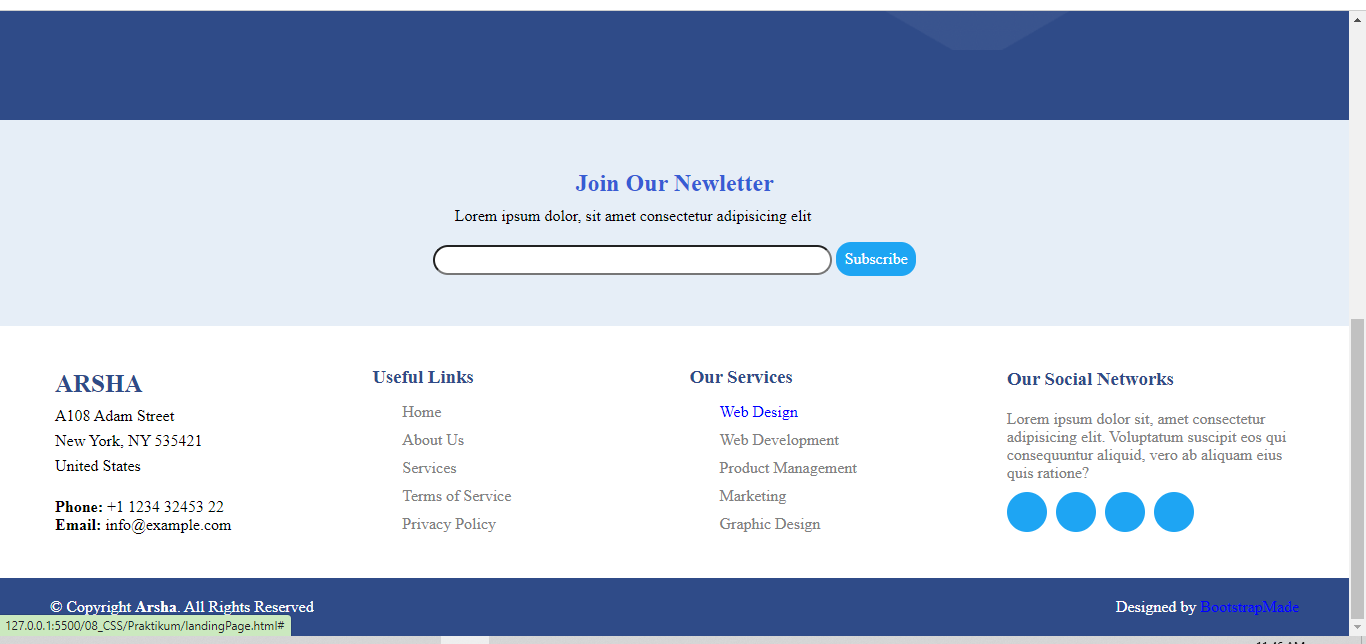 Join Our Newletter
Lorem ipsum dolor, sit amet consectetur adipisicing elit
Subscribe
ARSHA
A108 Adam Street
New York, NY 535421
United States
Phone: +1 1234 32453 22
Email: info@example.com
Useful Links
Home
About Us
Services
Terms of Service
Privacy Policy
Our Services
Web Design
Web Development
Product Management
Marketing
Graphic Design
Our Social Networks
Lorem ipsum dolor sit, amet consectetur
adipisicing elit. Voluptatum suscipit eos qui
consequuntur aliquid, vero ab aliquam eius
quis ratione?
© Copyright Arsha. All Rights Reserved
Designed by BootstrapMade
127.0.0.1:5500/08_CSS/Praktikum/landingPage.html#